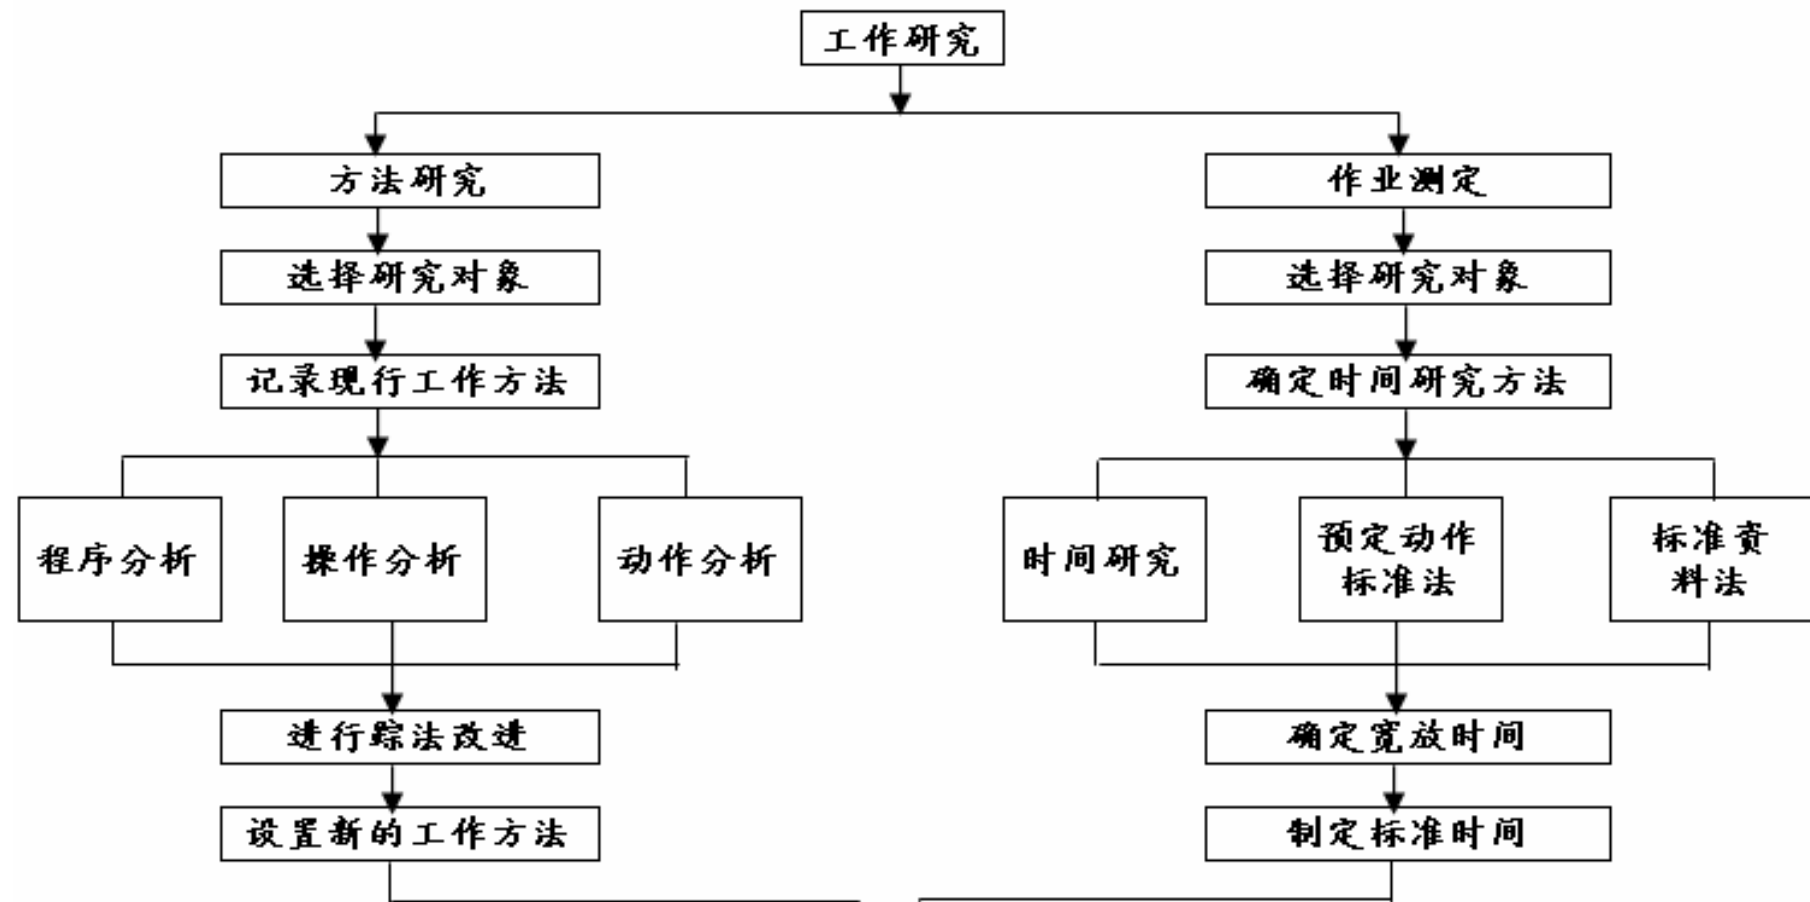 工作研究
方法研究
作业测定
选择研究对象
选择研究对象
记录现行工作方法
确定时间研究方法
程序分析
操作分析
动作分析
时间研究
预定动作
标准法
标准资
料法
进行踪法改进
确定宽放时间
设置新的工作方法
制定标准时间